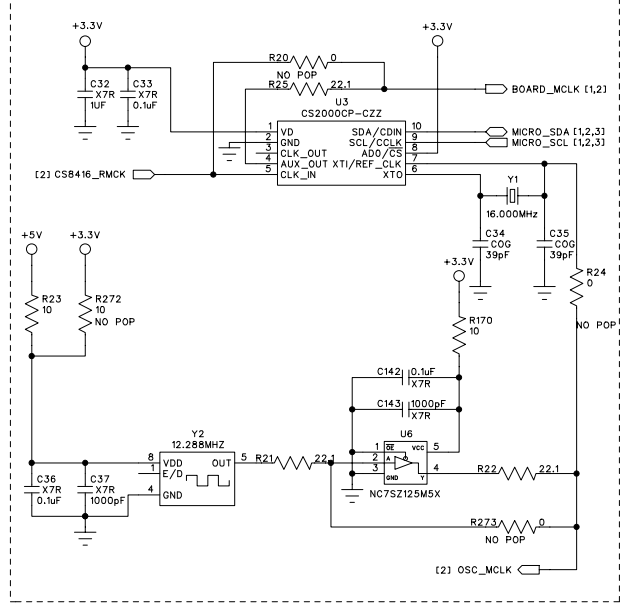 +3.3V
+3.3V
R20 0
NO POP
R25 22.1
C32
X7R
1UF
C33
X7R
0.1uF
BOARD_MCLK [1,2]
U3
CS2000CP-CZZ
1 VD
2 GND
3 CLK_OUT
4 AUX_OUT
5 CLK_IN
SDA/CDIN 10
SCL/CCLK 9
AD0/CS 8
XTI/REF_CLK 7
XTO 6
MICRO_SDA [1,2,3]
MICRO_SCL [1,2,3]
[2] CS8416_RMCK
Y1
16.000MHz
C34
COG
39pF
C35
COG
39pF
R24
0
NO POP
+5V
+3.3V
R23
10
R272
10
NO POP
+3.3V
R170
10
C142 0.1uF
X7R
C143 1000pF
X7R
Y2
12.288MHZ
8 VDD
1 E/D
4 GND
OUT 5
R21 22.1
U6
1 OE
2 A
3 GND
VCC 5
Y 4
NC7SZ125M5X
R22 22.1
C36
X7R
0.1uF
C37
X7R
1000pF
R273 0
NO POP
[2] OSC_MCLK